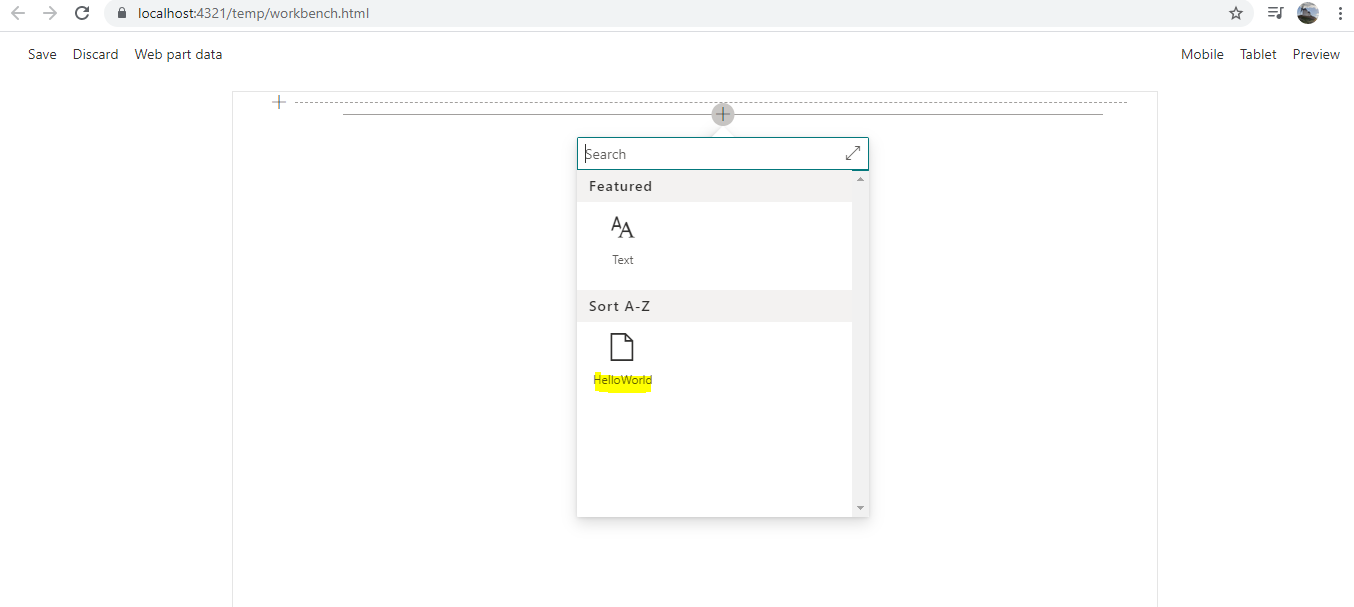 localhost:4321/temp/workbench.html
Save Discard Web part data Mobile Tablet Preview
Search
Featured
Text
Sort A-Z
HelloWorld